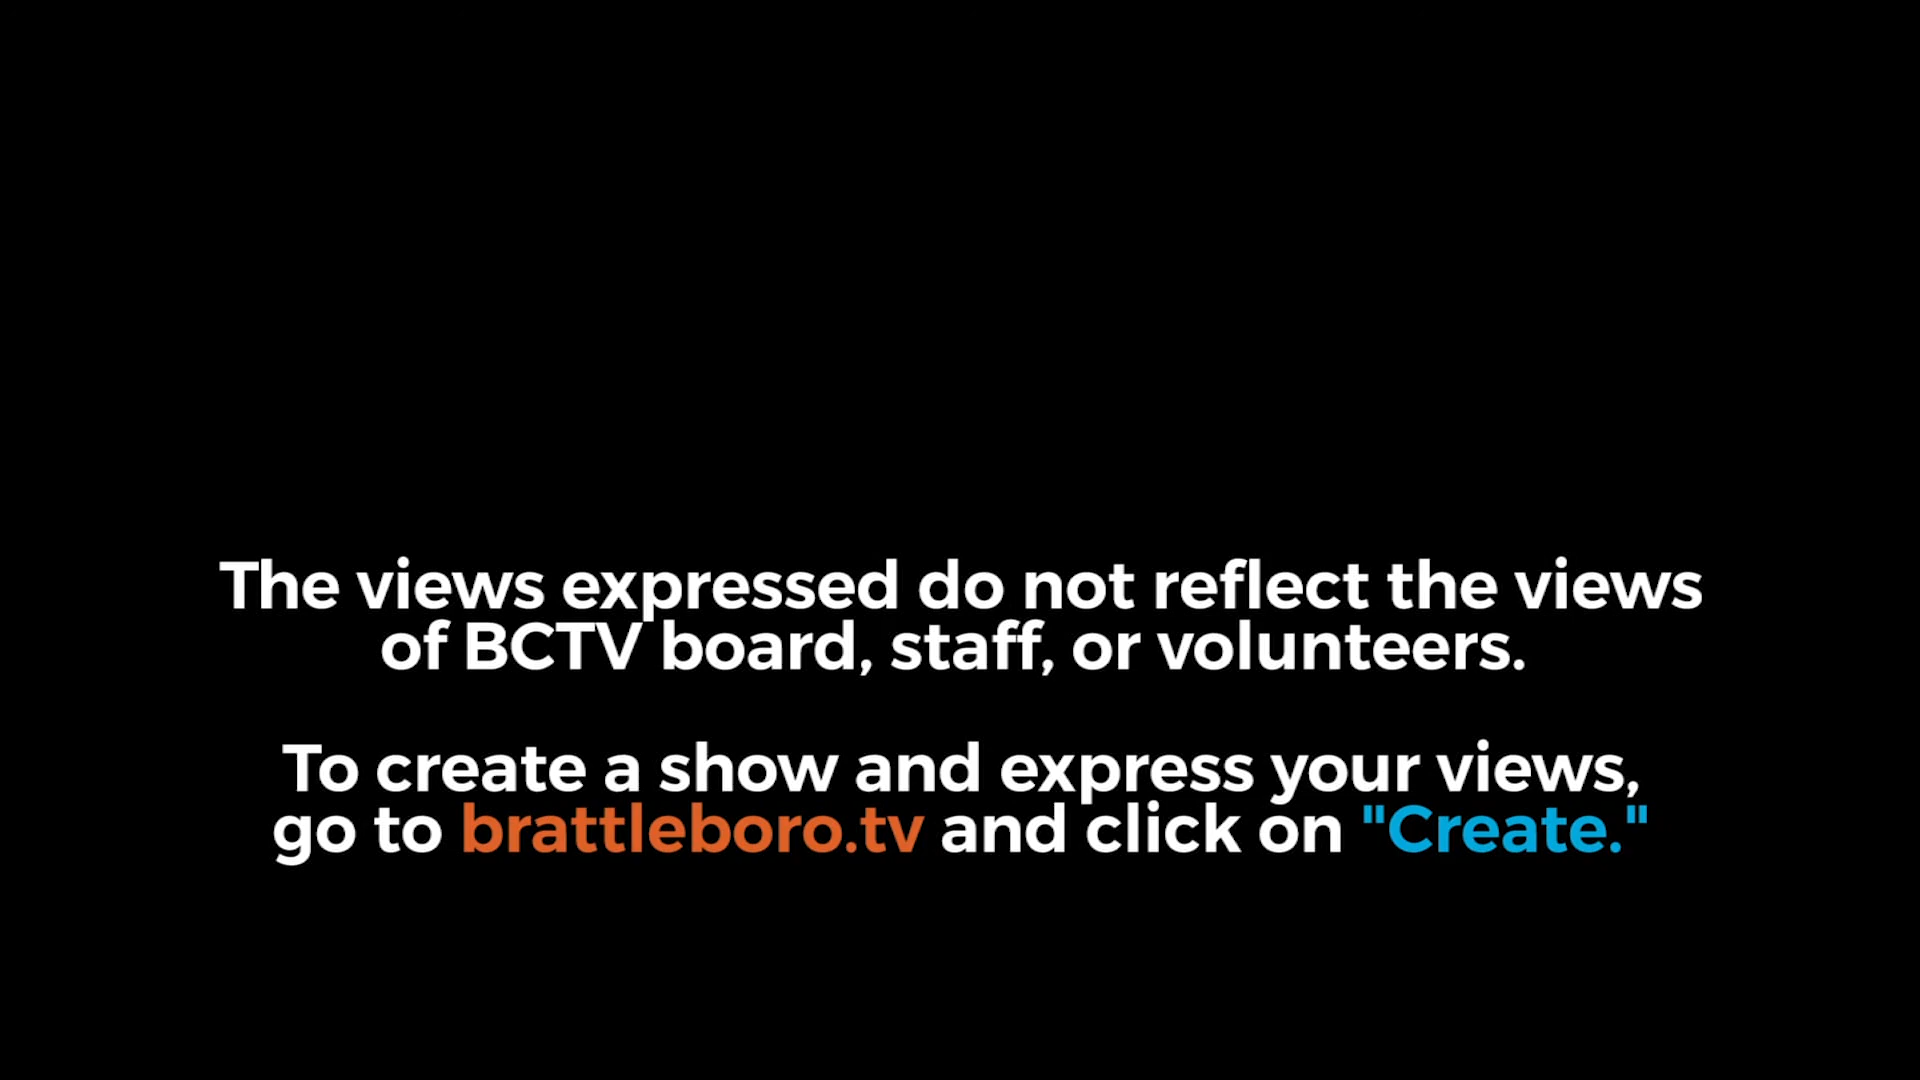 The views expressed do not reflect the views
of BCTV board, staff, or volunteers.
To create a show and express your views,
go to brattleboro.tv and click on "Create."